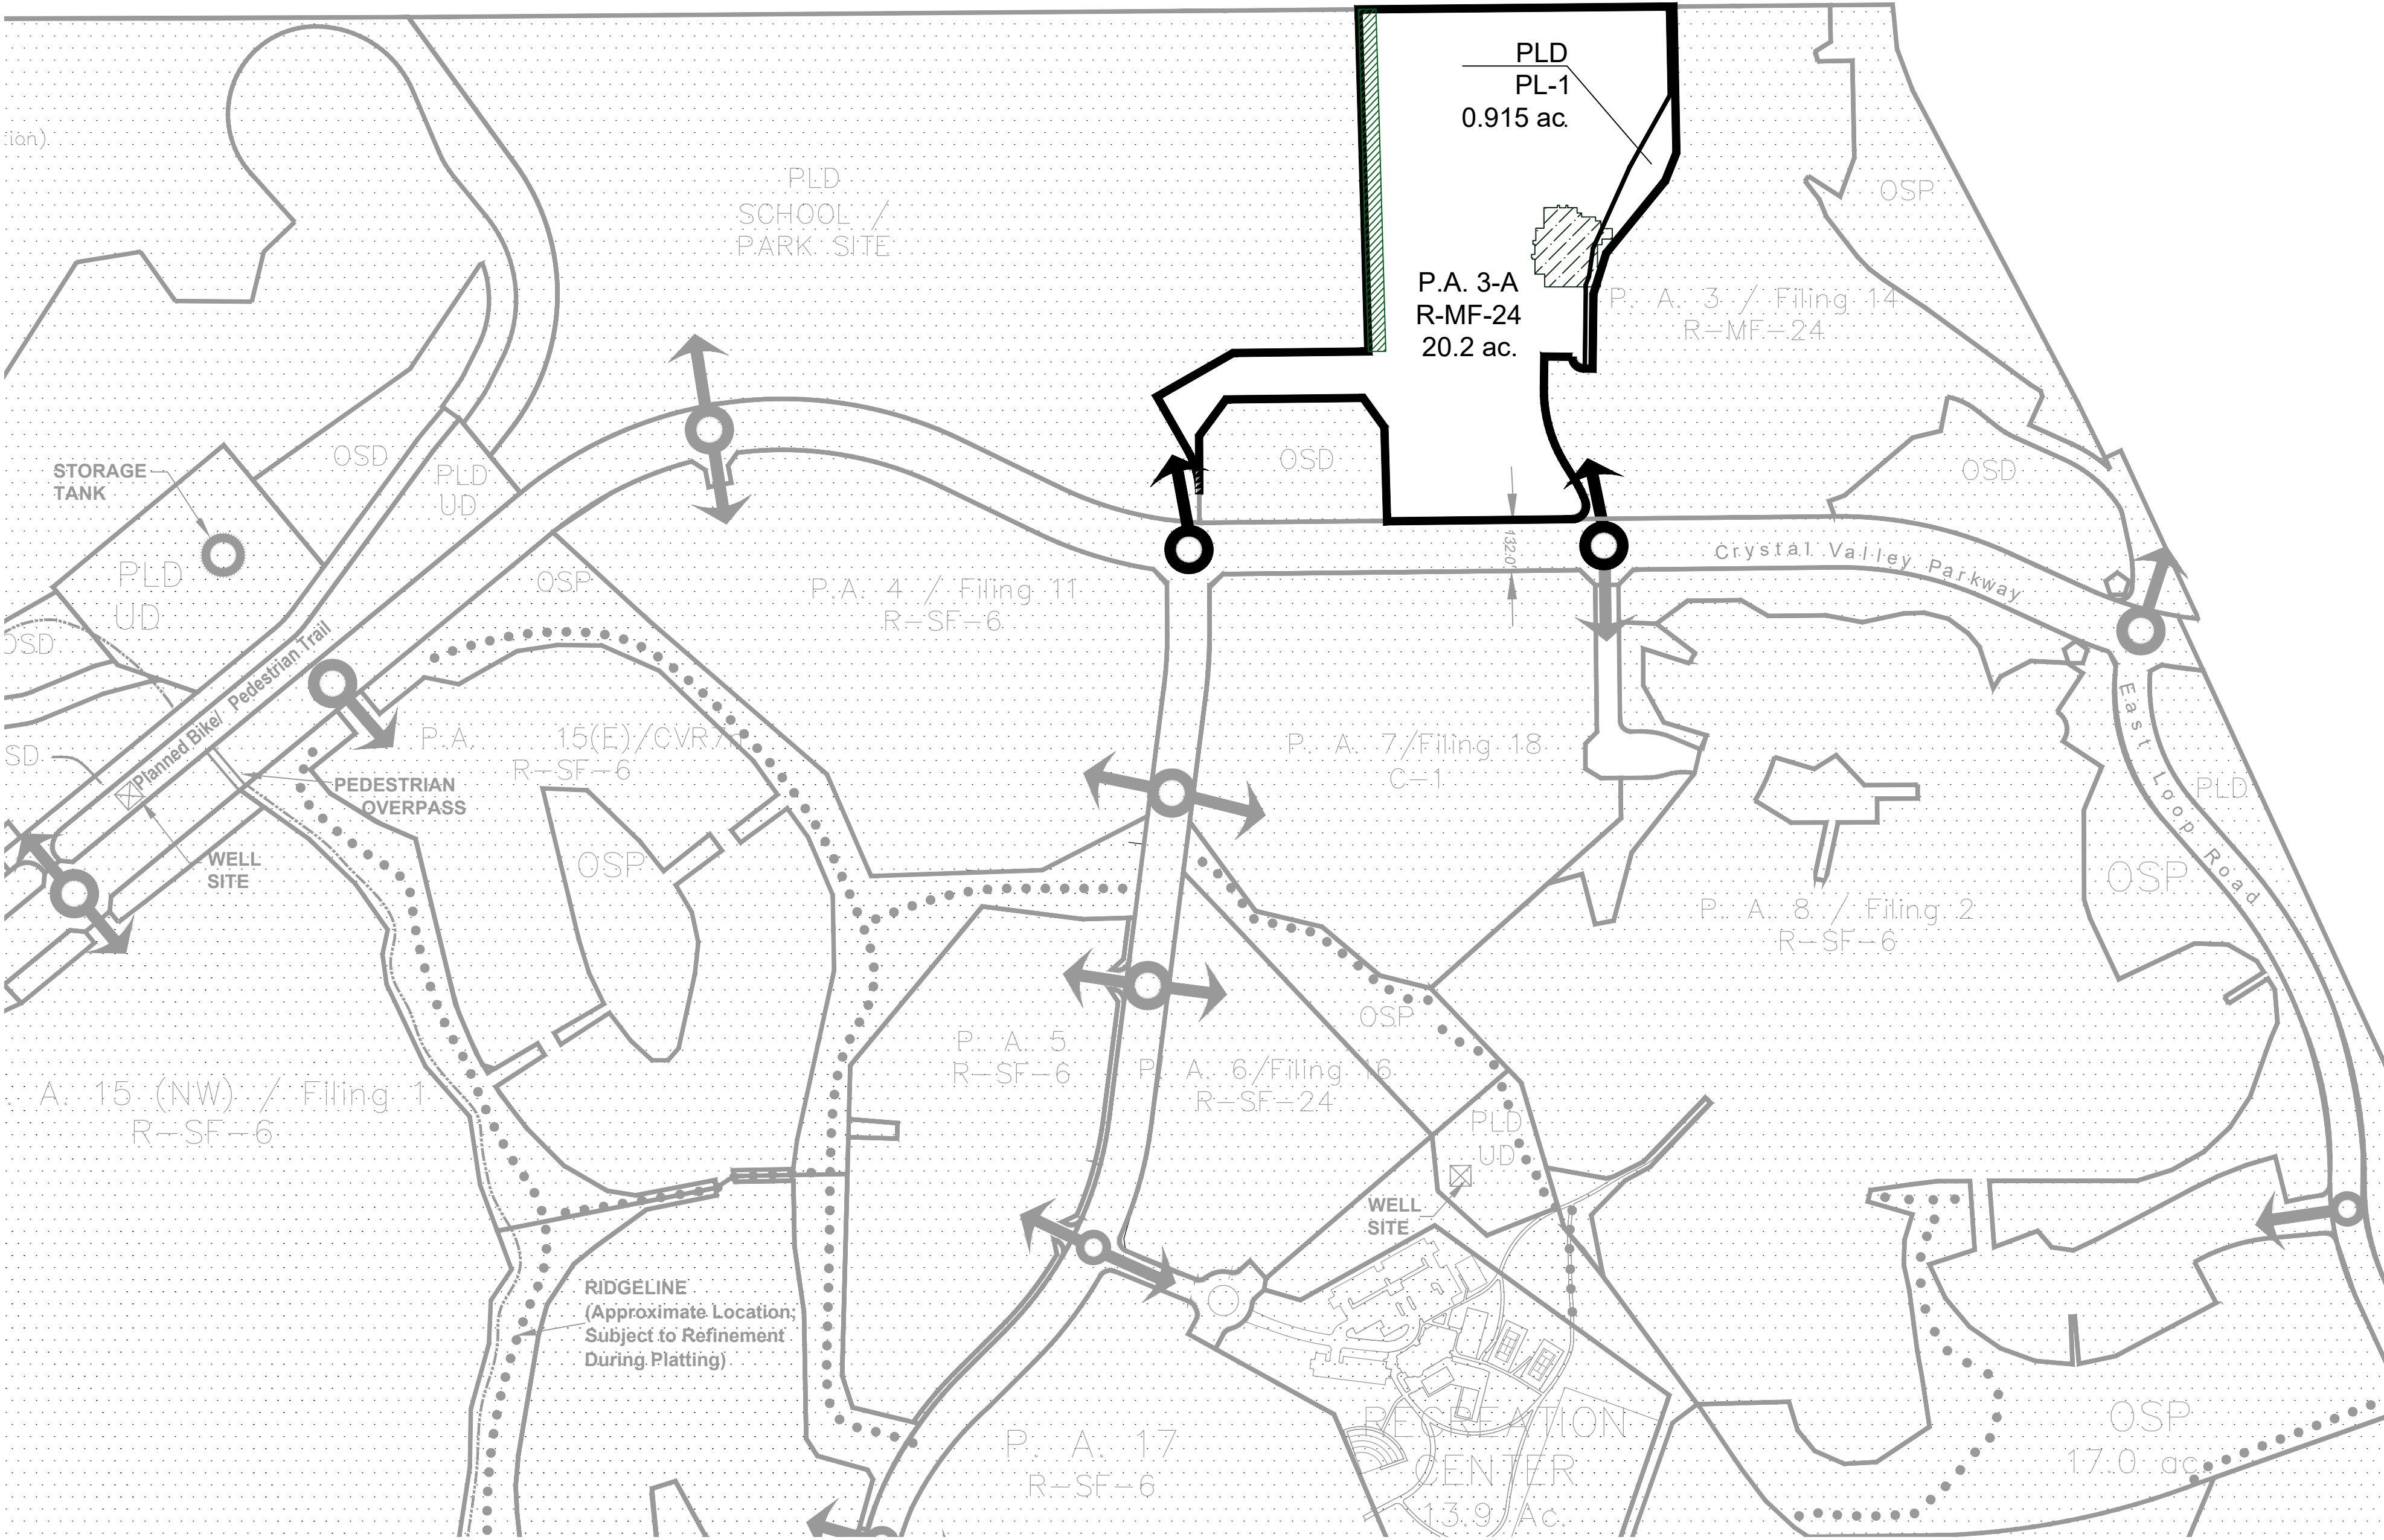 PLD
PL-1
0.915 ac.
ion)
PLD
SCHOOL /
PARK SITE
OSP
P.A. 3-A
R-MF-24
20.2 ac.
P. A. 3 / Filing 14
R-MF-24
STORAGE
TANK
OSD
PLD
UD
OSD
OSD
132.0'
Crystal Valley Parkway
PLD
UD
OSP
P.A. 4 / Filing 11
R-SF-6
OSD
Planned Bike/ Pedestrian Trail
East Loop Road
SD
P.A. 15(E)/CVR
R-SF-6
P. A. 7/Filing 18
C-1
PEDESTRIAN
OVERPASS
PLD
WELL
SITE
OSP
OSP
P. A. 8 / Filing 2
R-SF-6
OSP
P. A. 5
R-SF-6
P. A. 6/Filing 16
R-SF-24
A. 15 (NW) / Filing 1
R-SF-6
PLD
UD
WELL
SITE
RIDGELINE
(Approximate Location;
Subject to Refinement
During Platting)
RECREATION
CENTER
13.9 Ac.
P. A. 17
R-SF-6
OSP
17.0 ac.